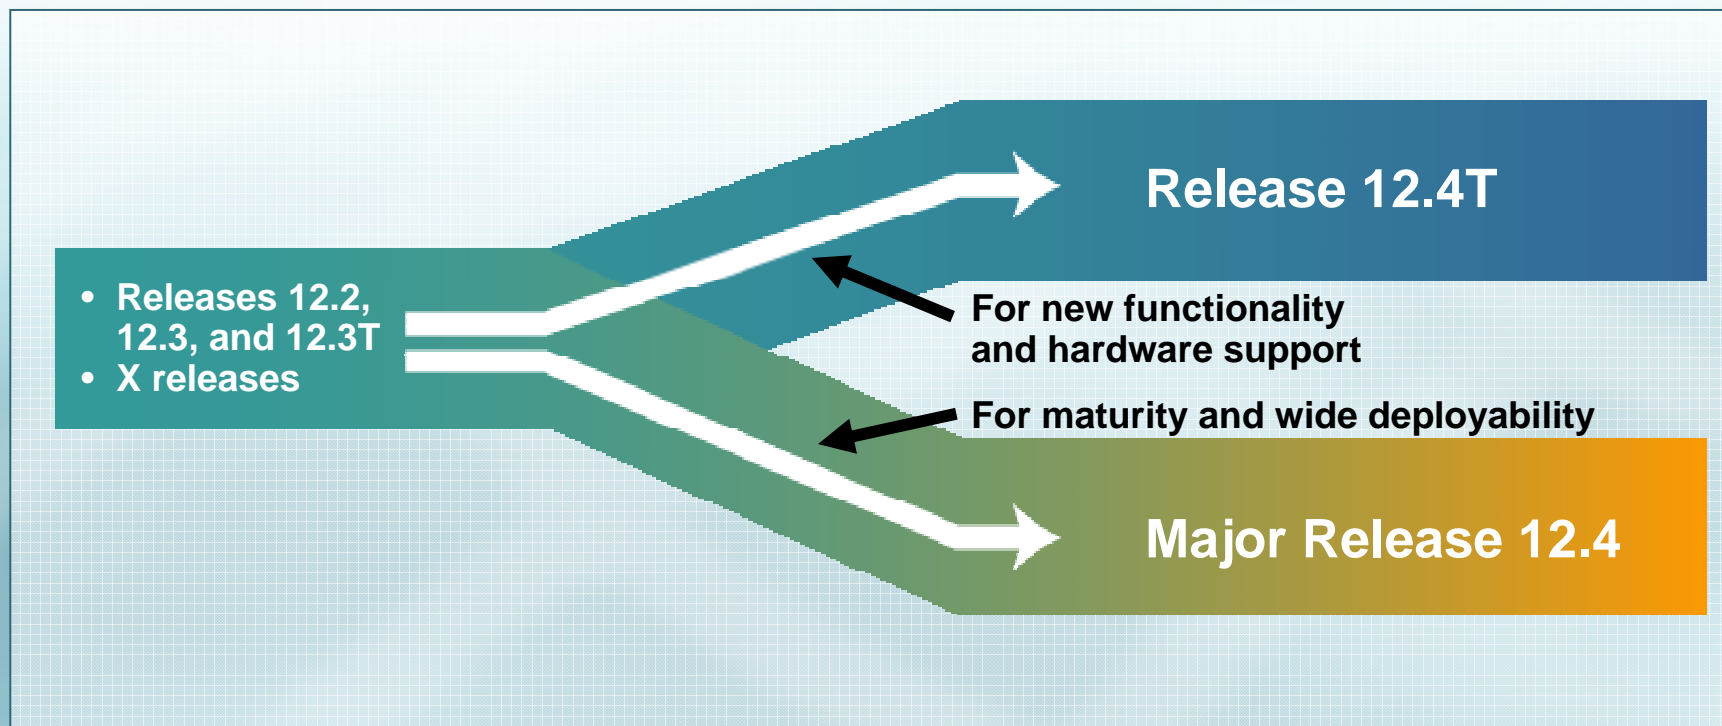 • Releases 12.2,
12.3, and 12.3T
• X releases
Release 12.4T
For new functionality
and hardware support
For maturity and wide deployability
Major Release 12.4